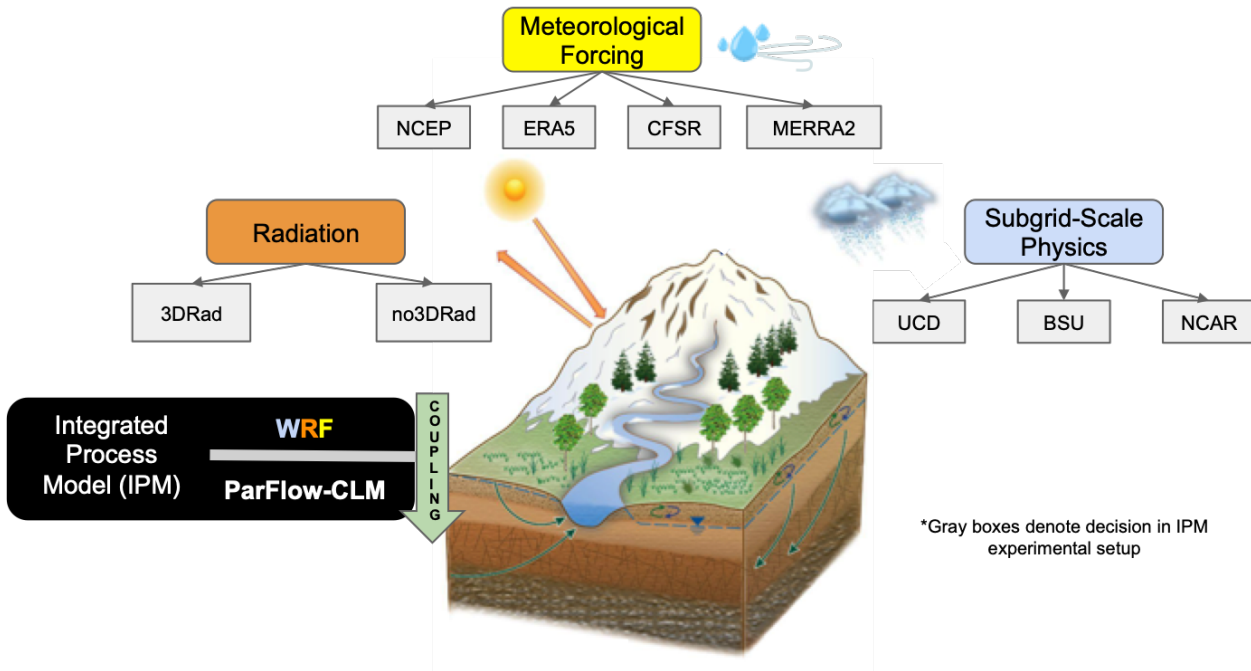 Meteorological
Forcing
NCEP
ERA5
CFSR
MERRA2
Radiation
3DRad
no3DRad
Subgrid-Scale
Physics
UCD
BSU
NCAR
Integrated
Process
Model (IPM)
WRF
ParFlow-CLM
COUPLING
*Gray boxes denote decision in IPM
experimental setup